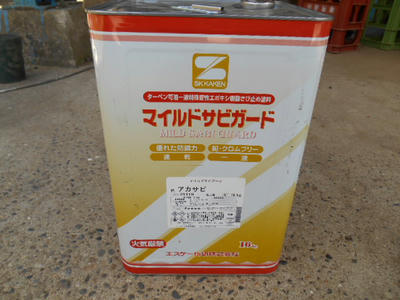 SK KAKEN
ターペン可溶一液特殊変性エポキシ樹脂さび止め塗料
マイルドサビガード
MILD SABI GUARD
優れた防錆力
鉛・クロムフリー
速乾
一液
アカサビ
火気厳禁
16
エスケー化研株式会社